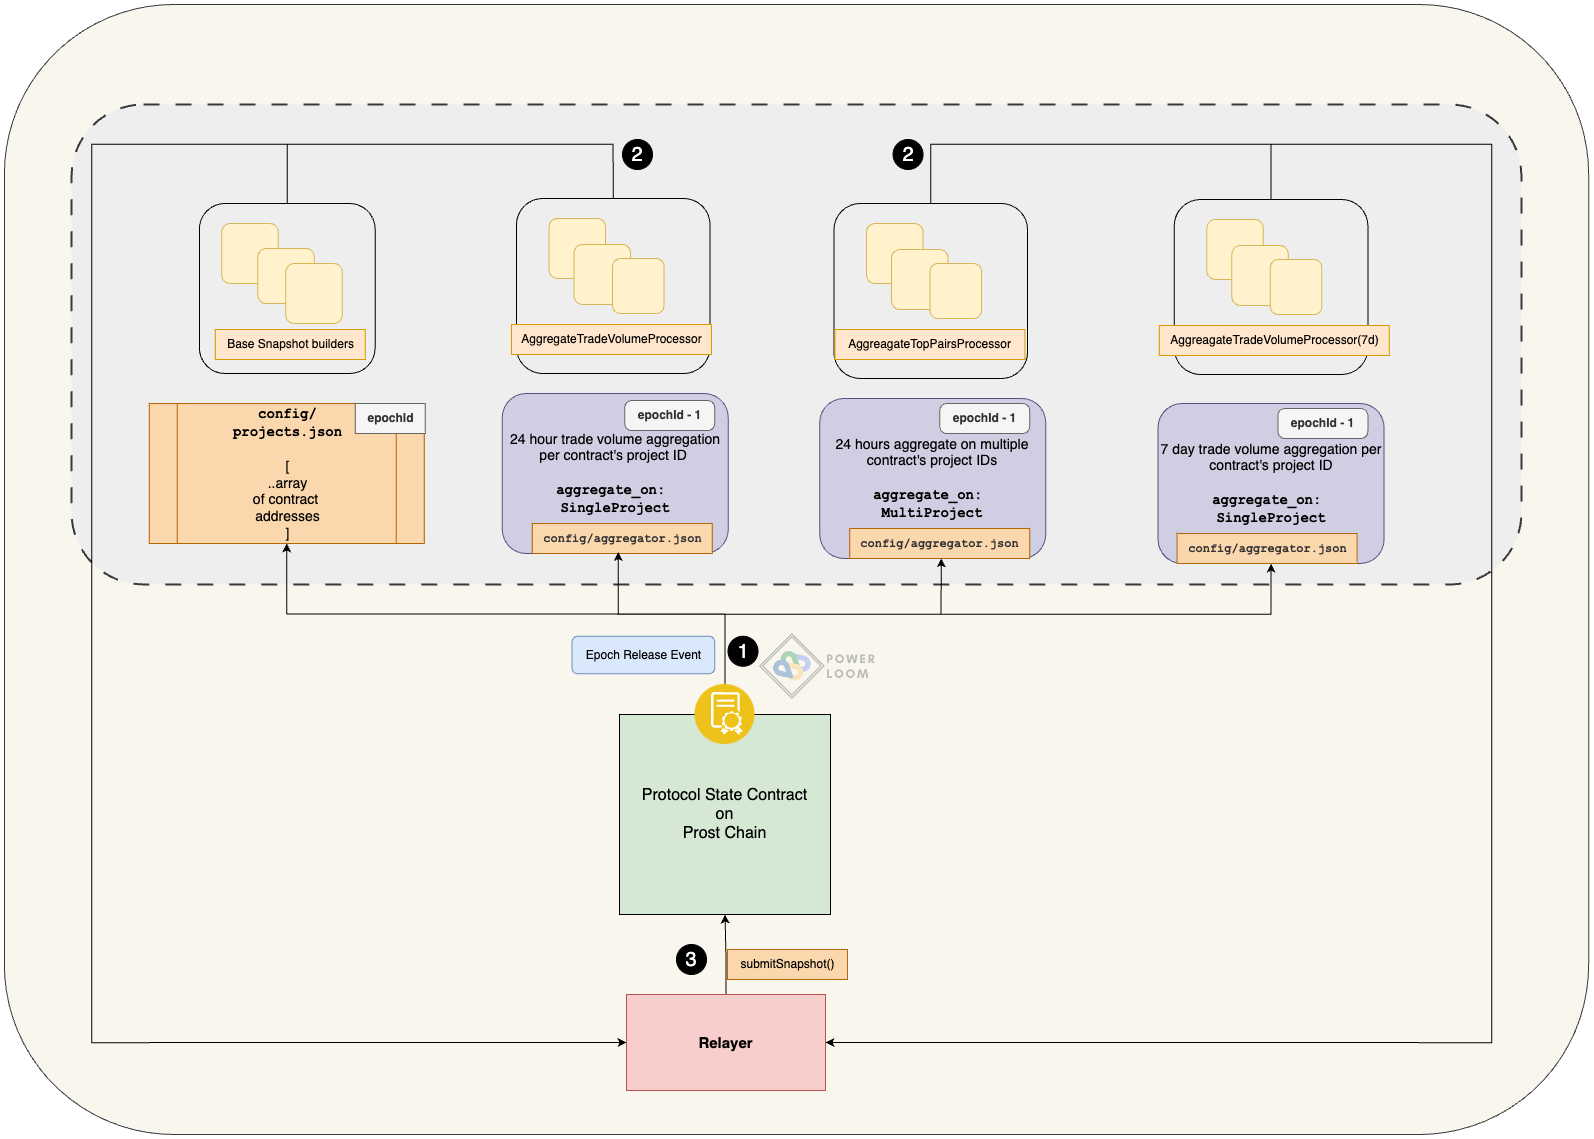 2
2
Base Snapshot builders
AggregateTradeVolumeProcessor
AggreagateTopPairsProcessor
AggreagateTradeVolumeProcessor(7d)
epochId
config/
projects.json
[
..array
of contract
addresses
]
epochId - 1
24 hour trade volume aggregation
per contract's project ID
aggregate_on:
SingleProject
config/aggregator.json
epochId - 1
24 hours aggregate on multiple
contract's project IDs
aggregate_on:
MultiProject
config/aggregator.json
epochId - 1
7 day trade volume aggregation per
contract's project ID
aggregate_on:
SingleProject
config/aggregator.json
Epoch Release Event
1
POWER
LOOM
Protocol State Contract
on
Prost Chain
3
submitSnapshot()
Relayer